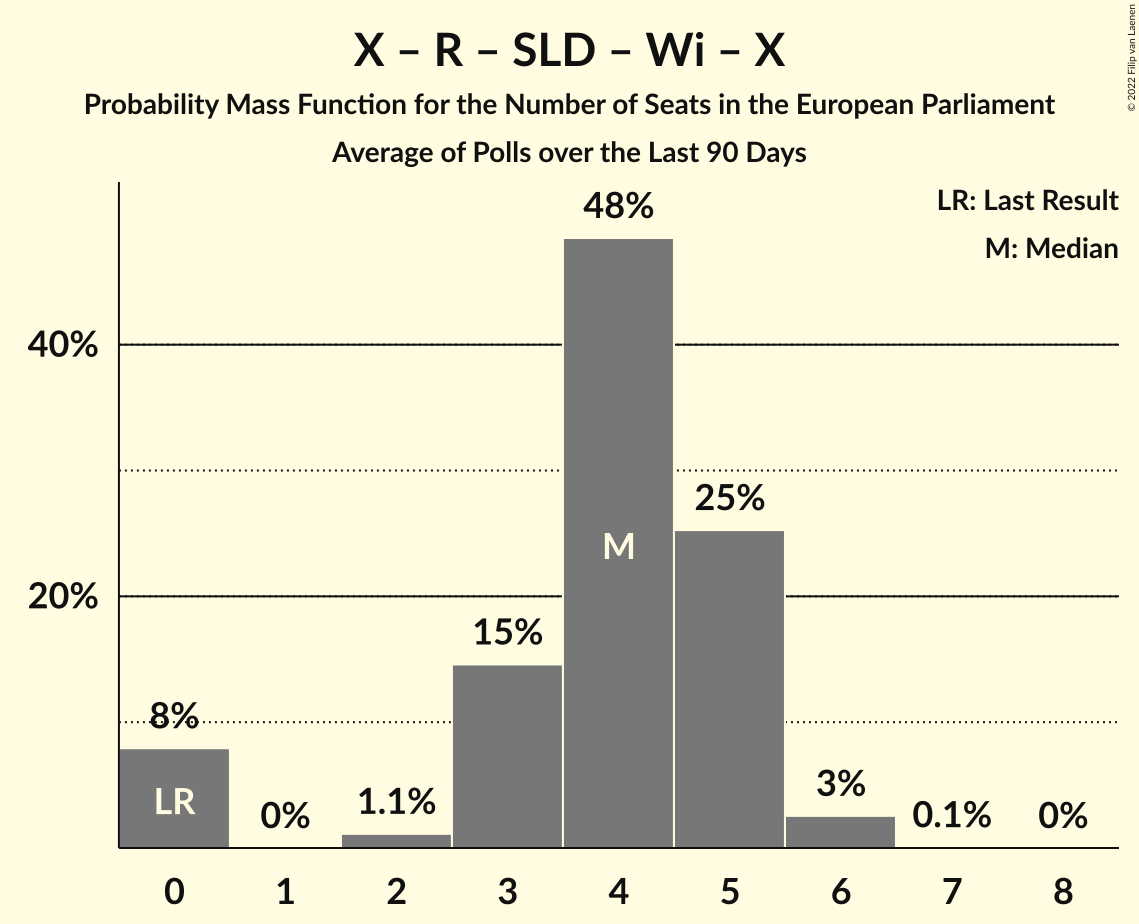 X – R – SLD – Wi – X
Probability Mass Function for the Number of Seats in the European Parliament
Average of Polls over the Last 90 Days
© 2022 Filip van Laenen
LR: Last Result
M: Median
48%
40%
25%
M
20%
15%
8%
LR
0%
1.1%
3%
0.1%
0%
0 1 2 3 4 5 6 7 8